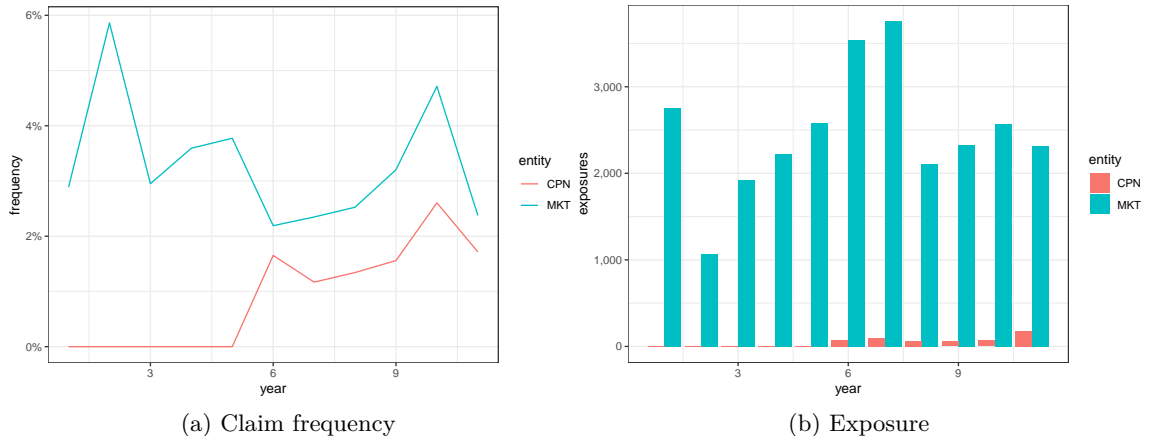 6%
4%
2%
0%
frequency
3
6
9
year
entity
CPN
MKT
(a) Claim frequency
3,000
2,000
1,000
0
exposures
3
6
9
year
entity
CPN
MKT
(b) Exposure